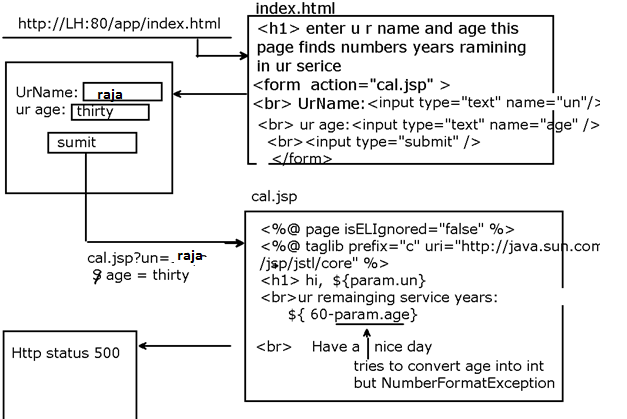 http://LH:80/app/index.html
index.html
<h1> enter u r name and age this
page finds numbers years ramining
in ur serice
<form  action="cal.jsp" >
<br> UrName:<input type="text" name="un"/>
<br> ur age:<input type="text" name="age" />
<br><input type="submit" />
</form>
UrName: raja
ur age: thirty
sumit
cal.jsp?un= raja
& age = thirty
cal.jsp
<%@ page isELIgnored="false" %>
<%@ taglib prefix="c" uri="http://java.sun.com
/jsp/jstl/core" %>
<h1> hi,  ${param.un}
<br>ur remainging service years:
${ 60-param.age}
<br>    Have a   nice day
tries to convert age into int
but NumberFormatException
Http status 500